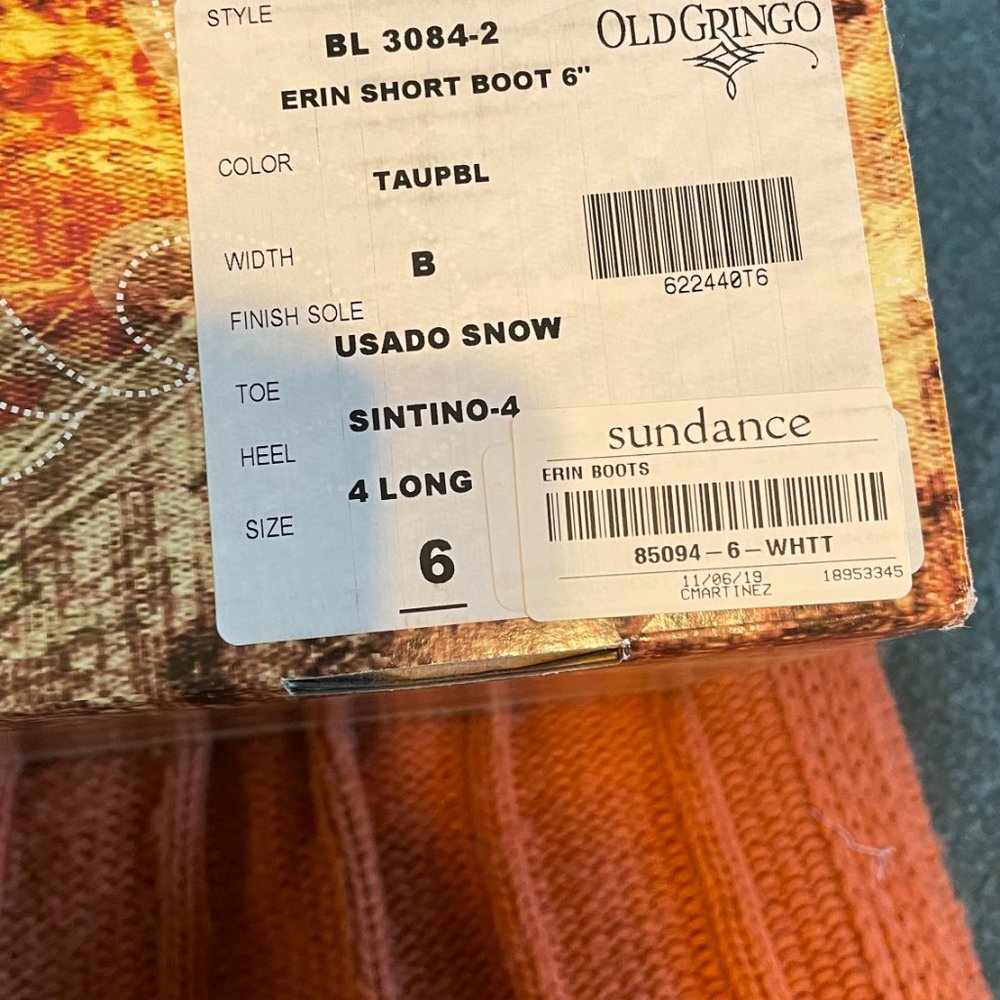 STYLE
BL 3084-2
OLD GRINGO
ERIN SHORT BOOT 6"
COLOR
TAUPBL
WIDTH
B
622440T6
FINISH SOLE
USADO SNOW
TOE
SINTINO-4
HEEL
4 LONG
SIZE
6
sundance
ERIN BOOTS
85094-6-WHTT
11/06/19
18953345
CMARTINEZ